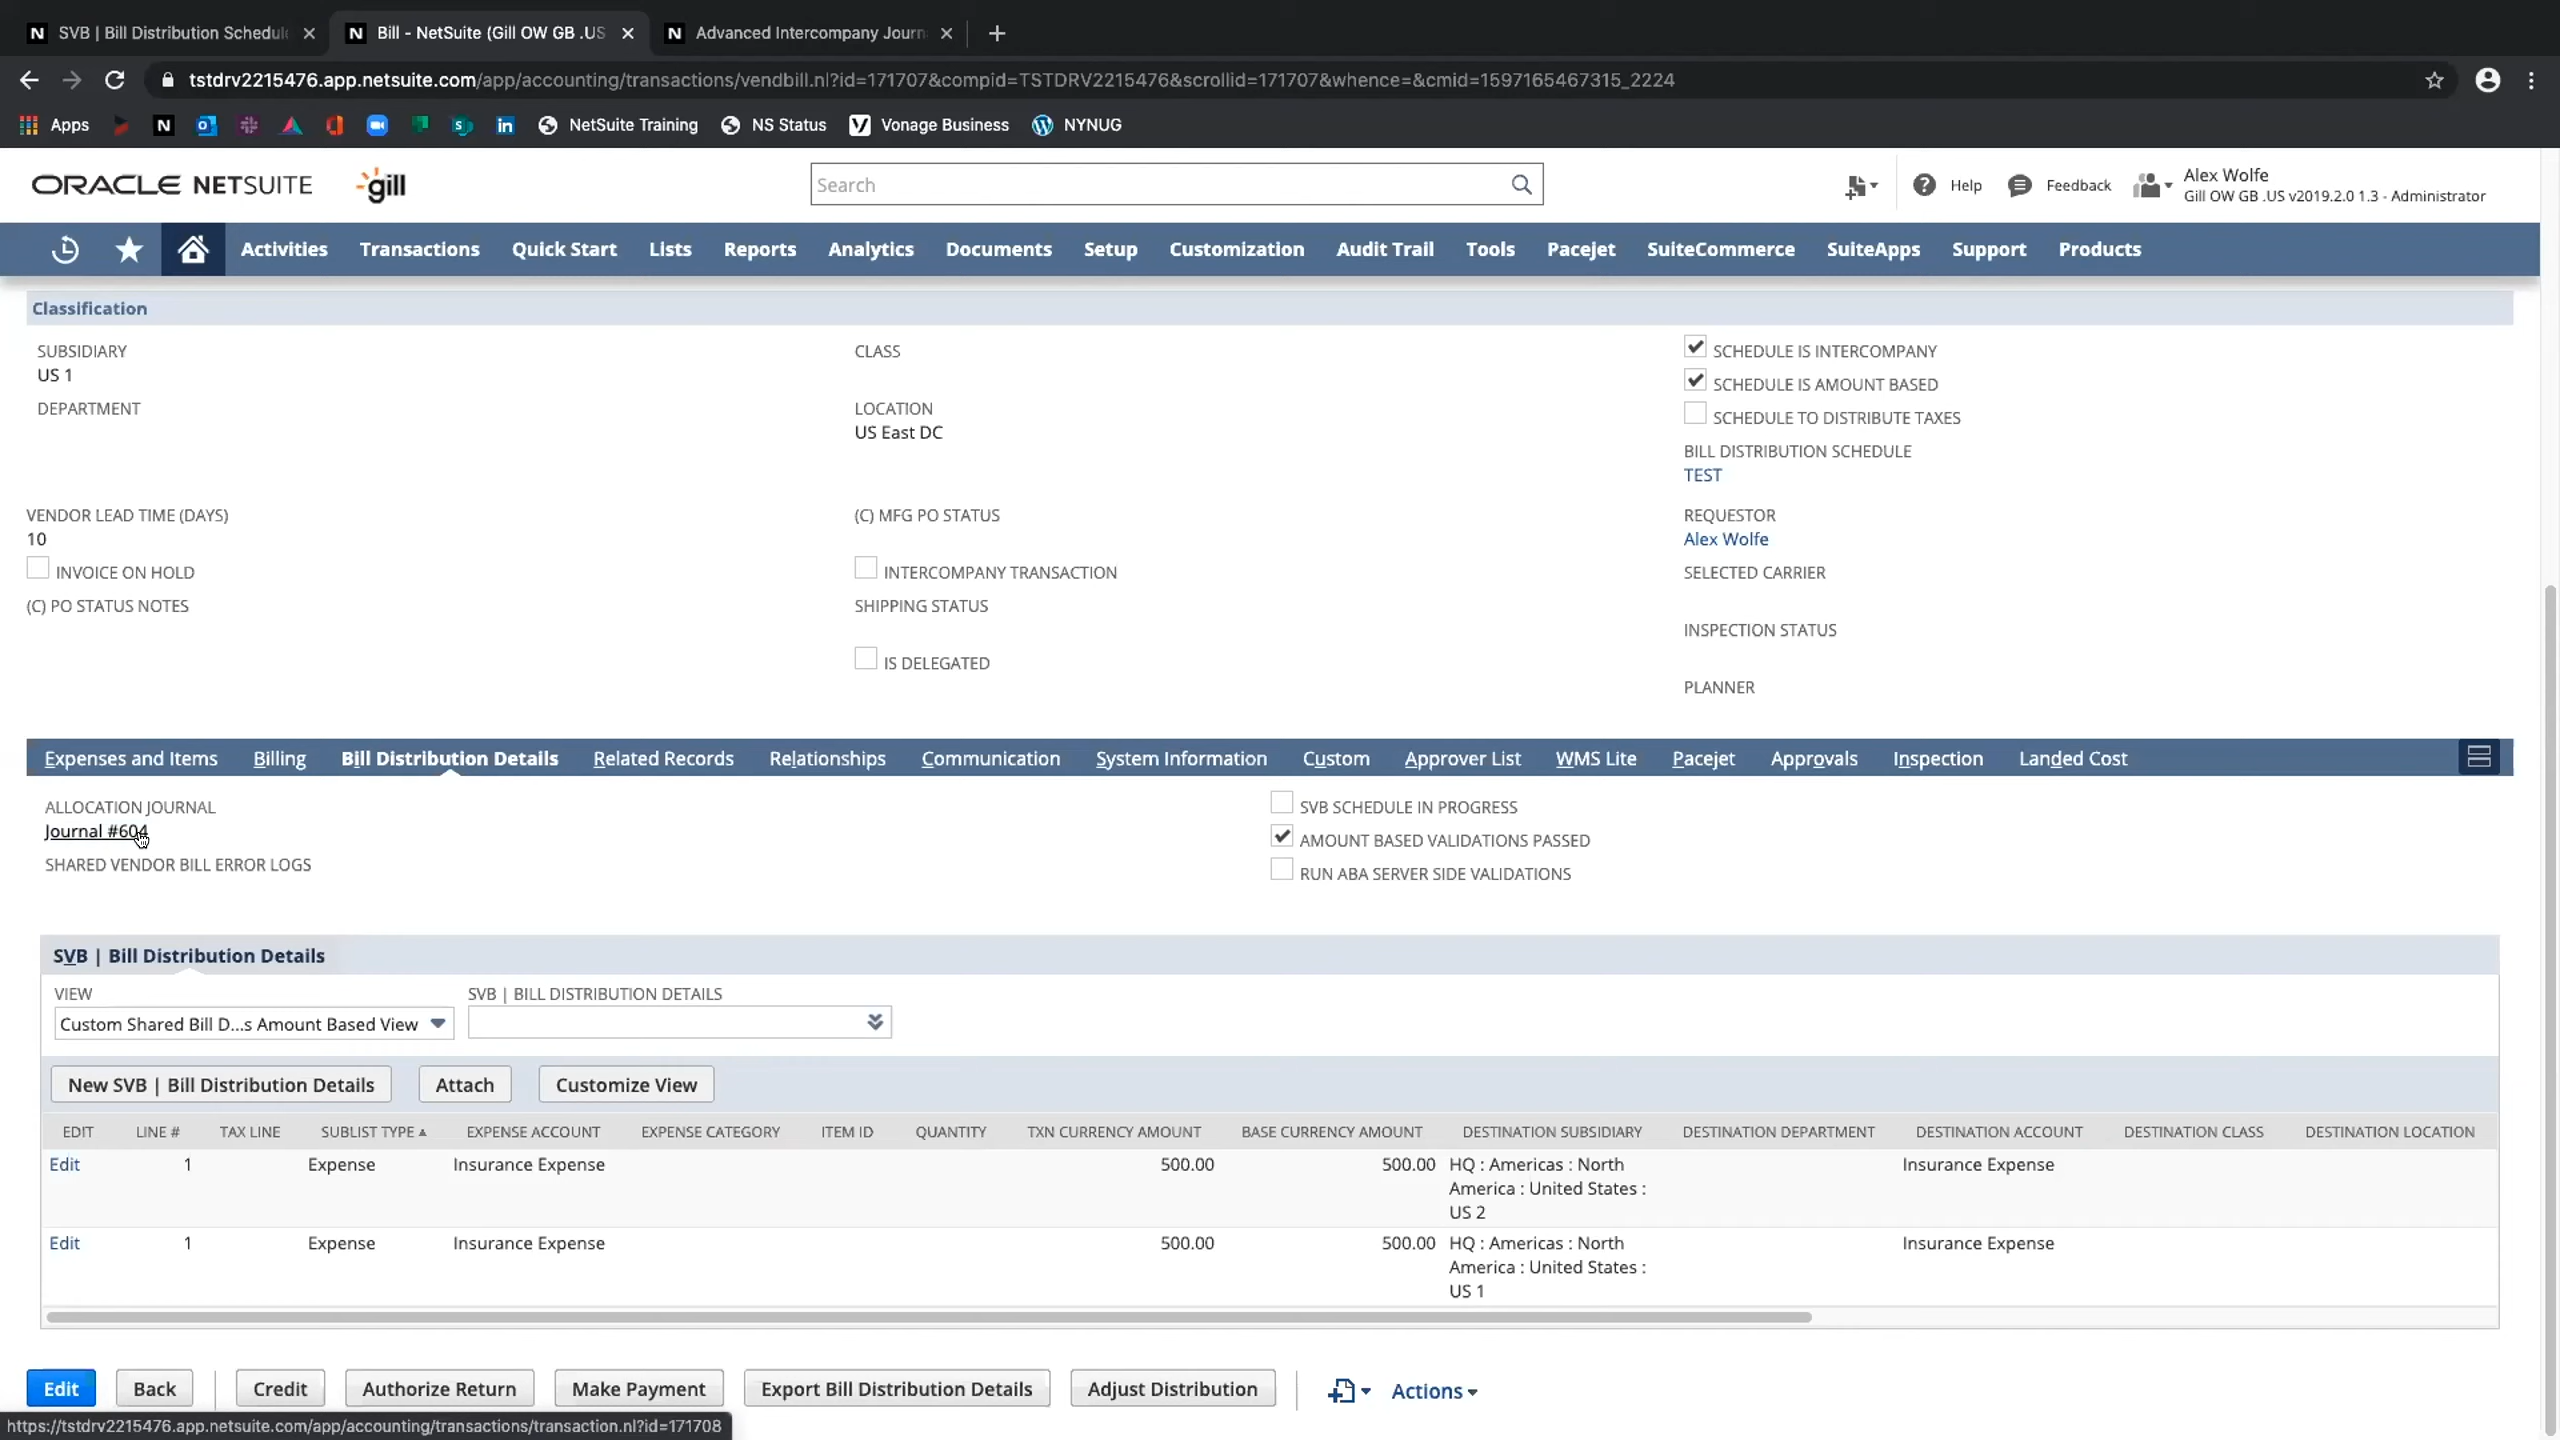 SVB | Bill Distribution Schedul
Bill - NetSuite (Gill OW GB .US
Advanced Intercompany Journ
tstdrv2215476.app.netsuite.com/app/accounting/transactions/vendbill.nl?id=171707&compid=TSTDRV2215476&scrollid=171707&whence=&cmid=1597165467315_2224
Apps NetSuite Training NS Status Vonage Business NYNUG
ORACLE NETSUITE gill Search Help Feedback Alex Wolfe
Gill OW GB .US v2019.2.0 1.3 - Administrator
Activities Transactions Quick Start Lists Reports Analytics Documents Setup Customization Audit Trail Tools Pacejet SuiteCommerce SuiteApps Support Products
Classification
SUBSIDIARY CLASS SCHEDULE IS INTERCOMPANY
US 1
SCHEDULE IS AMOUNT BASED
DEPARTMENT LOCATION SCHEDULE TO DISTRIBUTE TAXES
US East DC
BILL DISTRIBUTION SCHEDULE
TEST
VENDOR LEAD TIME (DAYS) (C) MFG PO STATUS REQUESTOR
10 Alex Wolfe
INVOICE ON HOLD INTERCOMPANY TRANSACTION SELECTED CARRIER
(C) PO STATUS NOTES SHIPPING STATUS
INSPECTION STATUS
IS DELEGATED
PLANNER
Expenses and Items Billing Bill Distribution Details Related Records Relationships Communication System Information Custom Approver List WMS Lite Pacejet Approvals Inspection Landed Cost
ALLOCATION JOURNAL SVB SCHEDULE IN PROGRESS
Journal #604 AMOUNT BASED VALIDATIONS PASSED
SHARED VENDOR BILL ERROR LOGS RUN ABA SERVER SIDE VALIDATIONS
SVB | Bill Distribution Details
VIEW SVB | BILL DISTRIBUTION DETAILS
Custom Shared Bill D...s Amount Based View
New SVB | Bill Distribution Details Attach Customize View
EDIT LINE # TAX LINE SUBLIST TYPE EXPENSE ACCOUNT EXPENSE CATEGORY ITEM ID QUANTITY TXN CURRENCY AMOUNT BASE CURRENCY AMOUNT DESTINATION SUBSIDIARY DESTINATION DEPARTMENT DESTINATION ACCOUNT DESTINATION CLASS DESTINATION LOCATION
Edit 1 Expense Insurance Expense 500.00 500.00 HQ : Americas : North Insurance Expense
America : United States :
US 2
Edit 1 Expense Insurance Expense 500.00 500.00 HQ : Americas : North Insurance Expense
America : United States :
US 1
Edit Back Credit Authorize Return Make Payment Export Bill Distribution Details Adjust Distribution Actions
https://tstdrv2215476.app.netsuite.com/app/accounting/transactions/transaction.nl?id=171708